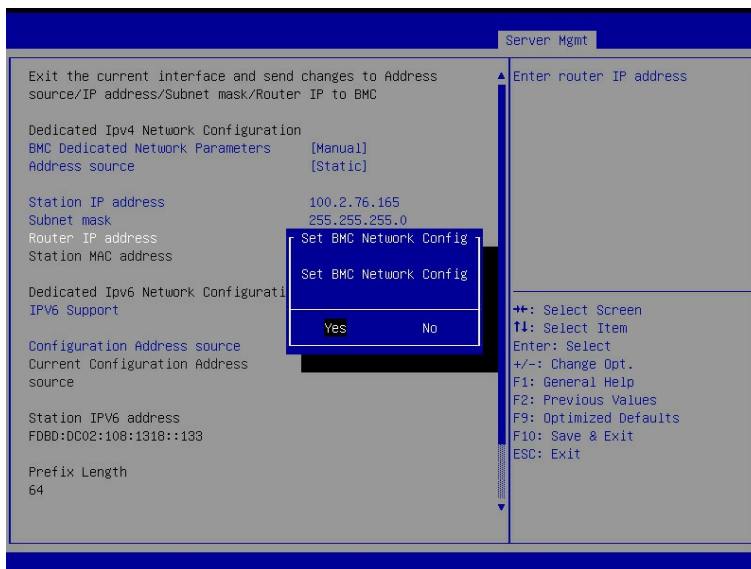 Server Mgmt
Exit the current interface and send changes to Address
source/IP address/Subnet mask/Router IP to BMC
Dedicated Ipv4 Network Configuration
BMC Dedicated Network Parameters [Manual]
Address source [Static]
Station IP address 100.2.76.165
Subnet mask 255.255.255.0
Router IP address
Station MAC address
Dedicated Ipv6 Network Configurati
IPV6 Support
Configuration Address source
Current Configuration Address
source
Station IPV6 address
FDBD:DC02:108:1318::133
Prefix Length
64
Set BMC Network Config
Set BMC Network Config
Yes No
Enter router IP address
→←: Select Screen
↑↓: Select Item
Enter: Select
+/-: Change Opt.
F1: General Help
F2: Previous Values
F9: Optimized Defaults
F10: Save & Exit
ESC: Exit